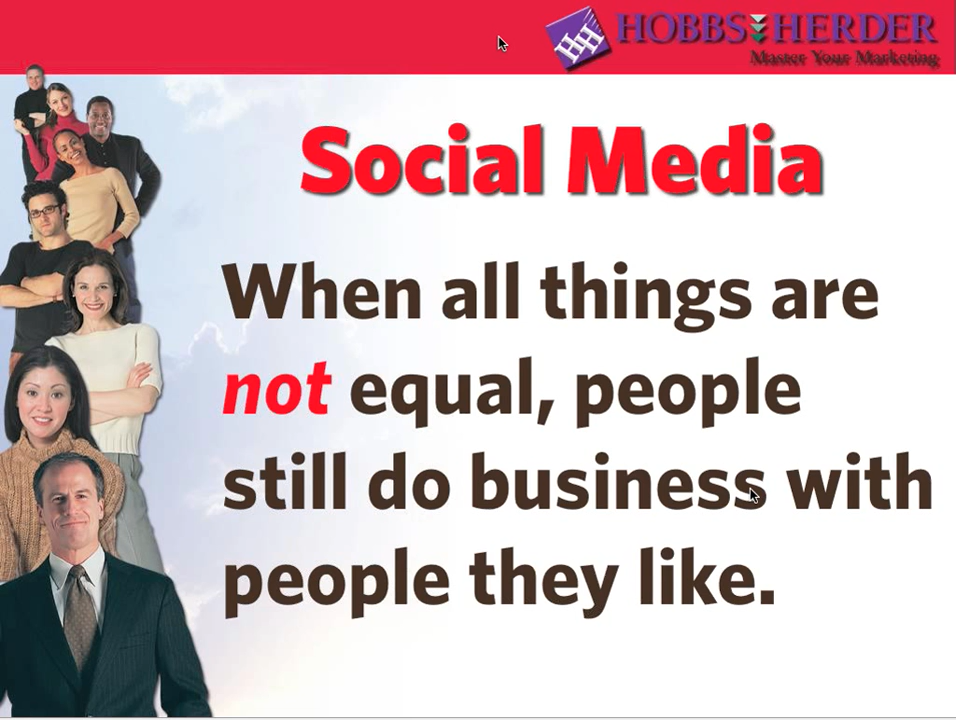 HH HOBBS HERDER
Master Your Marketing
Social Media
When all things are
not equal, people
still do business with
people they like.